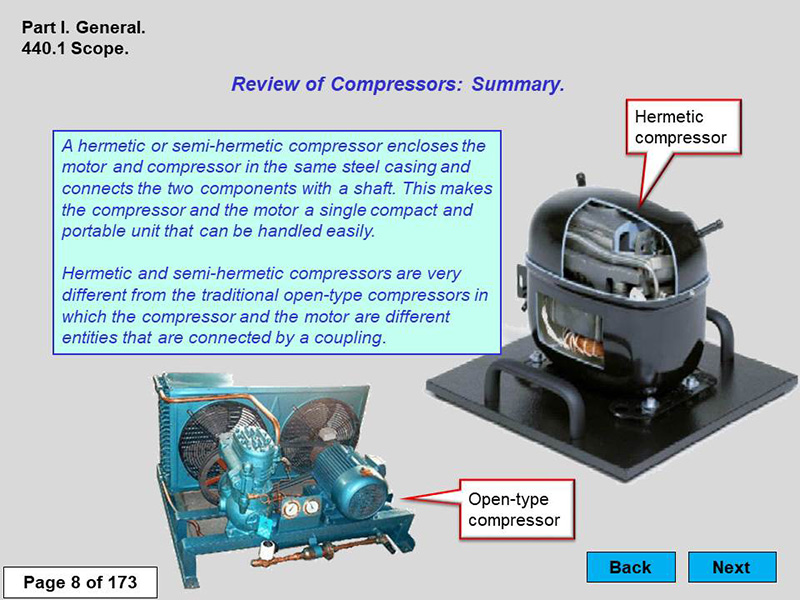 Part I. General.
440.1 Scope.
Review of Compressors: Summary.
Hermetic
compressor
A hermetic or semi-hermetic compressor encloses the
motor and compressor in the same steel casing and
connects the two components with a shaft. This makes
the compressor and the motor a single compact and
portable unit that can be handled easily.
Hermetic and semi-hermetic compressors are very
different from the traditional open-type compressors in
which the compressor and the motor are different
entities that are connected by a coupling.
Open-type
compressor
Back
Next
Page 8 of 173